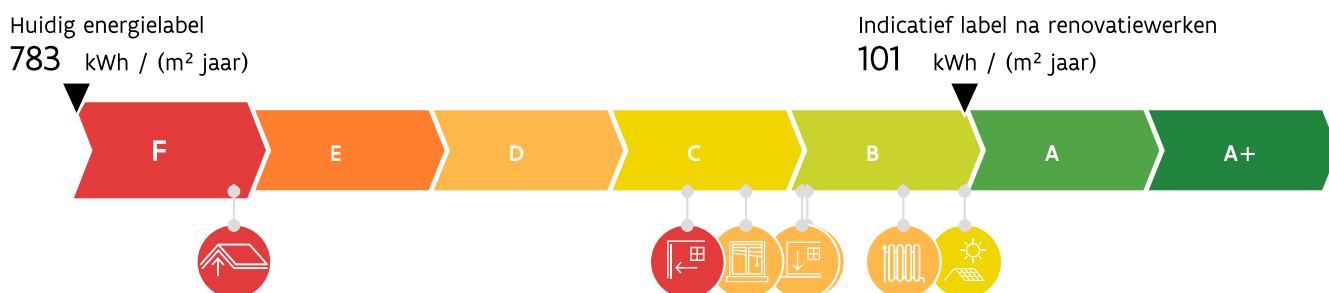 Huidig energielabel
783 kWh / (m² jaar)
Indicatief label na renovatiewerken
101 kWh / (m² jaar)
F E D C B A A+